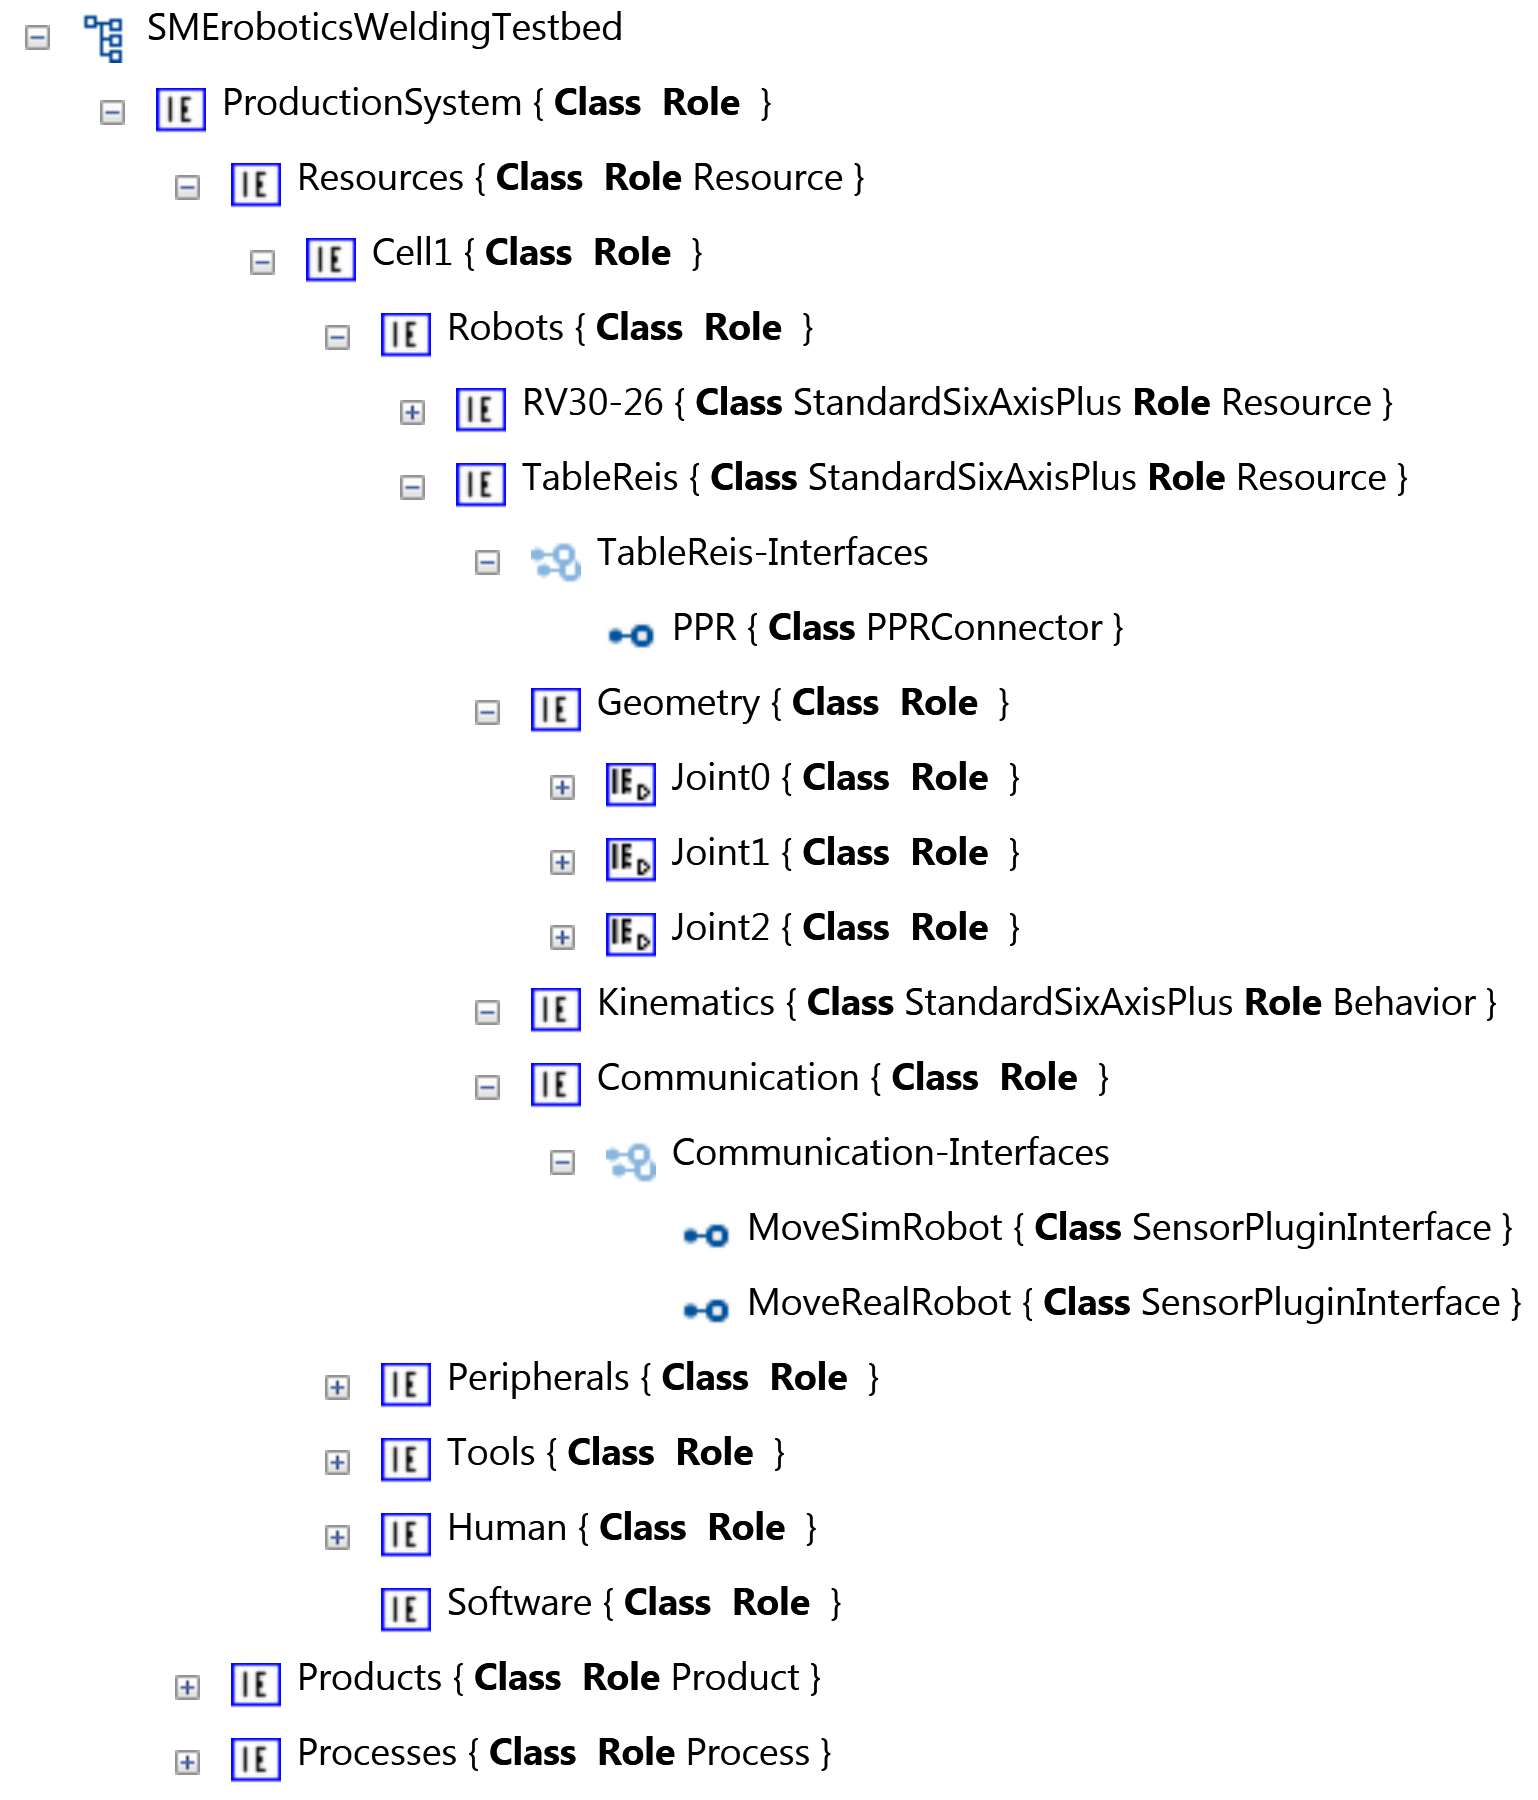 SMEroboticsWeldingTestbed
IE ProductionSystem { Class Role }
IE Resources { Class Role Resource }
IE Cell1 { Class Role }
IE Robots { Class Role }
IE RV30-26 { Class StandardSixAxisPlus Role Resource }
IE TableReis { Class StandardSixAxisPlus Role Resource }
TableReis-Interfaces
PPR { Class PPRConnector }
IE Geometry { Class Role }
IE Joint0 { Class Role }
IE Joint1 { Class Role }
IE Joint2 { Class Role }
IE Kinematics { Class StandardSixAxisPlus Role Behavior }
IE Communication { Class Role }
Communication-Interfaces
MoveSimRobot { Class SensorPluginInterface }
MoveRealRobot { Class SensorPluginInterface }
IE Peripherals { Class Role }
IE Tools { Class Role }
IE Human { Class Role }
IE Software { Class Role }
IE Products { Class Role Product }
IE Processes { Class Role Process }